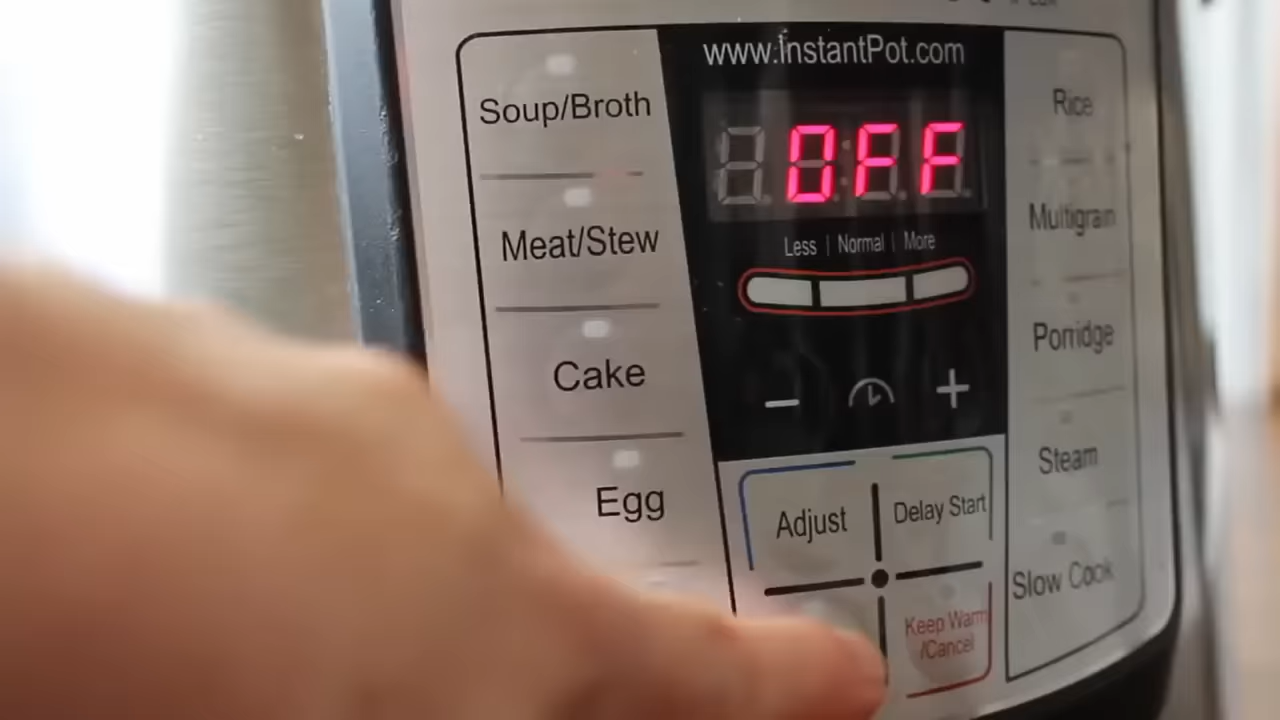 www.InstantPot.com
OFF
Less | Normal | More
Soup/Broth
Meat/Stew
Cake
Egg
Adjust
Delay Start
Keep Warm
/Cancel
Rice
Multigrain
Porridge
Steam
Slow Cook